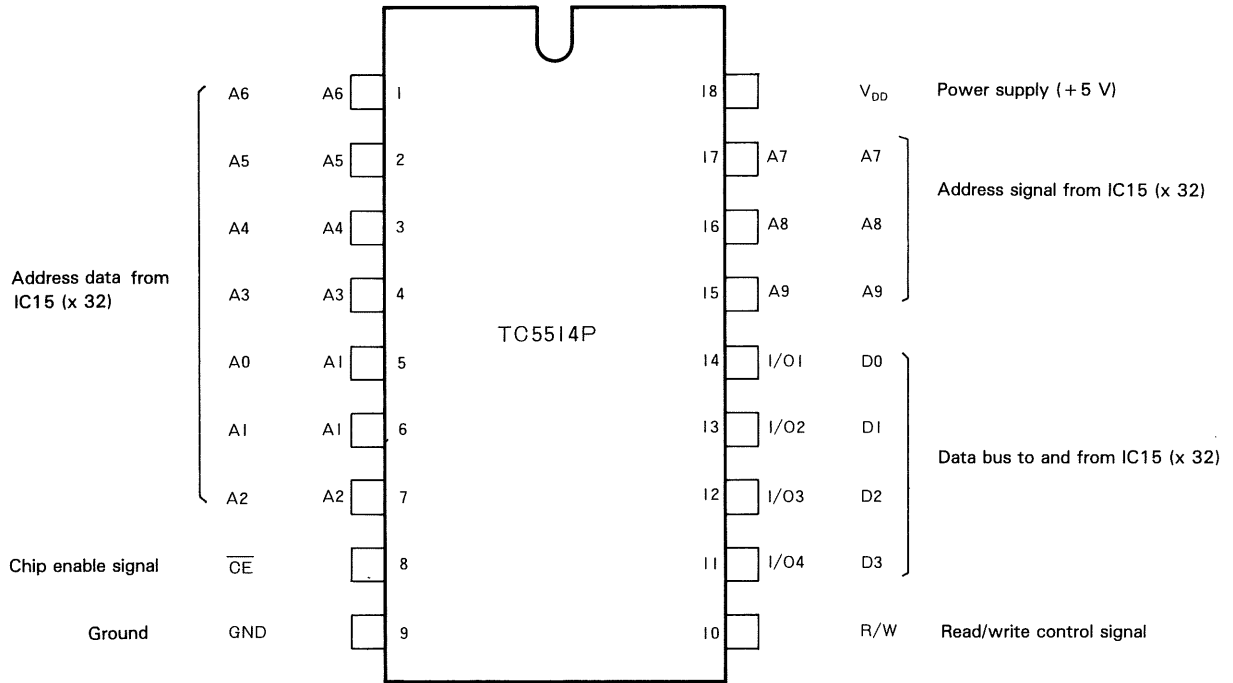 A6 A6 1 18 VDD Power supply (+5 V)
A5 A5 2 17 A7 A7
Address signal from IC15 (x 32)
A4 A4 3 16 A8 A8
Address data from
IC15 (x 32)
A3 A3 4 15 A9 A9
TC5514P
A0 A1 5 14 I/O1 D0
A1 A1 6 13 I/O2 D1
Data bus to and from IC15 (x 32)
A2 A2 7 12 I/O3 D2
Chip enable signal C̅E̅ 8 11 I/O4 D3
Ground GND 9 10 R/W Read/write control signal